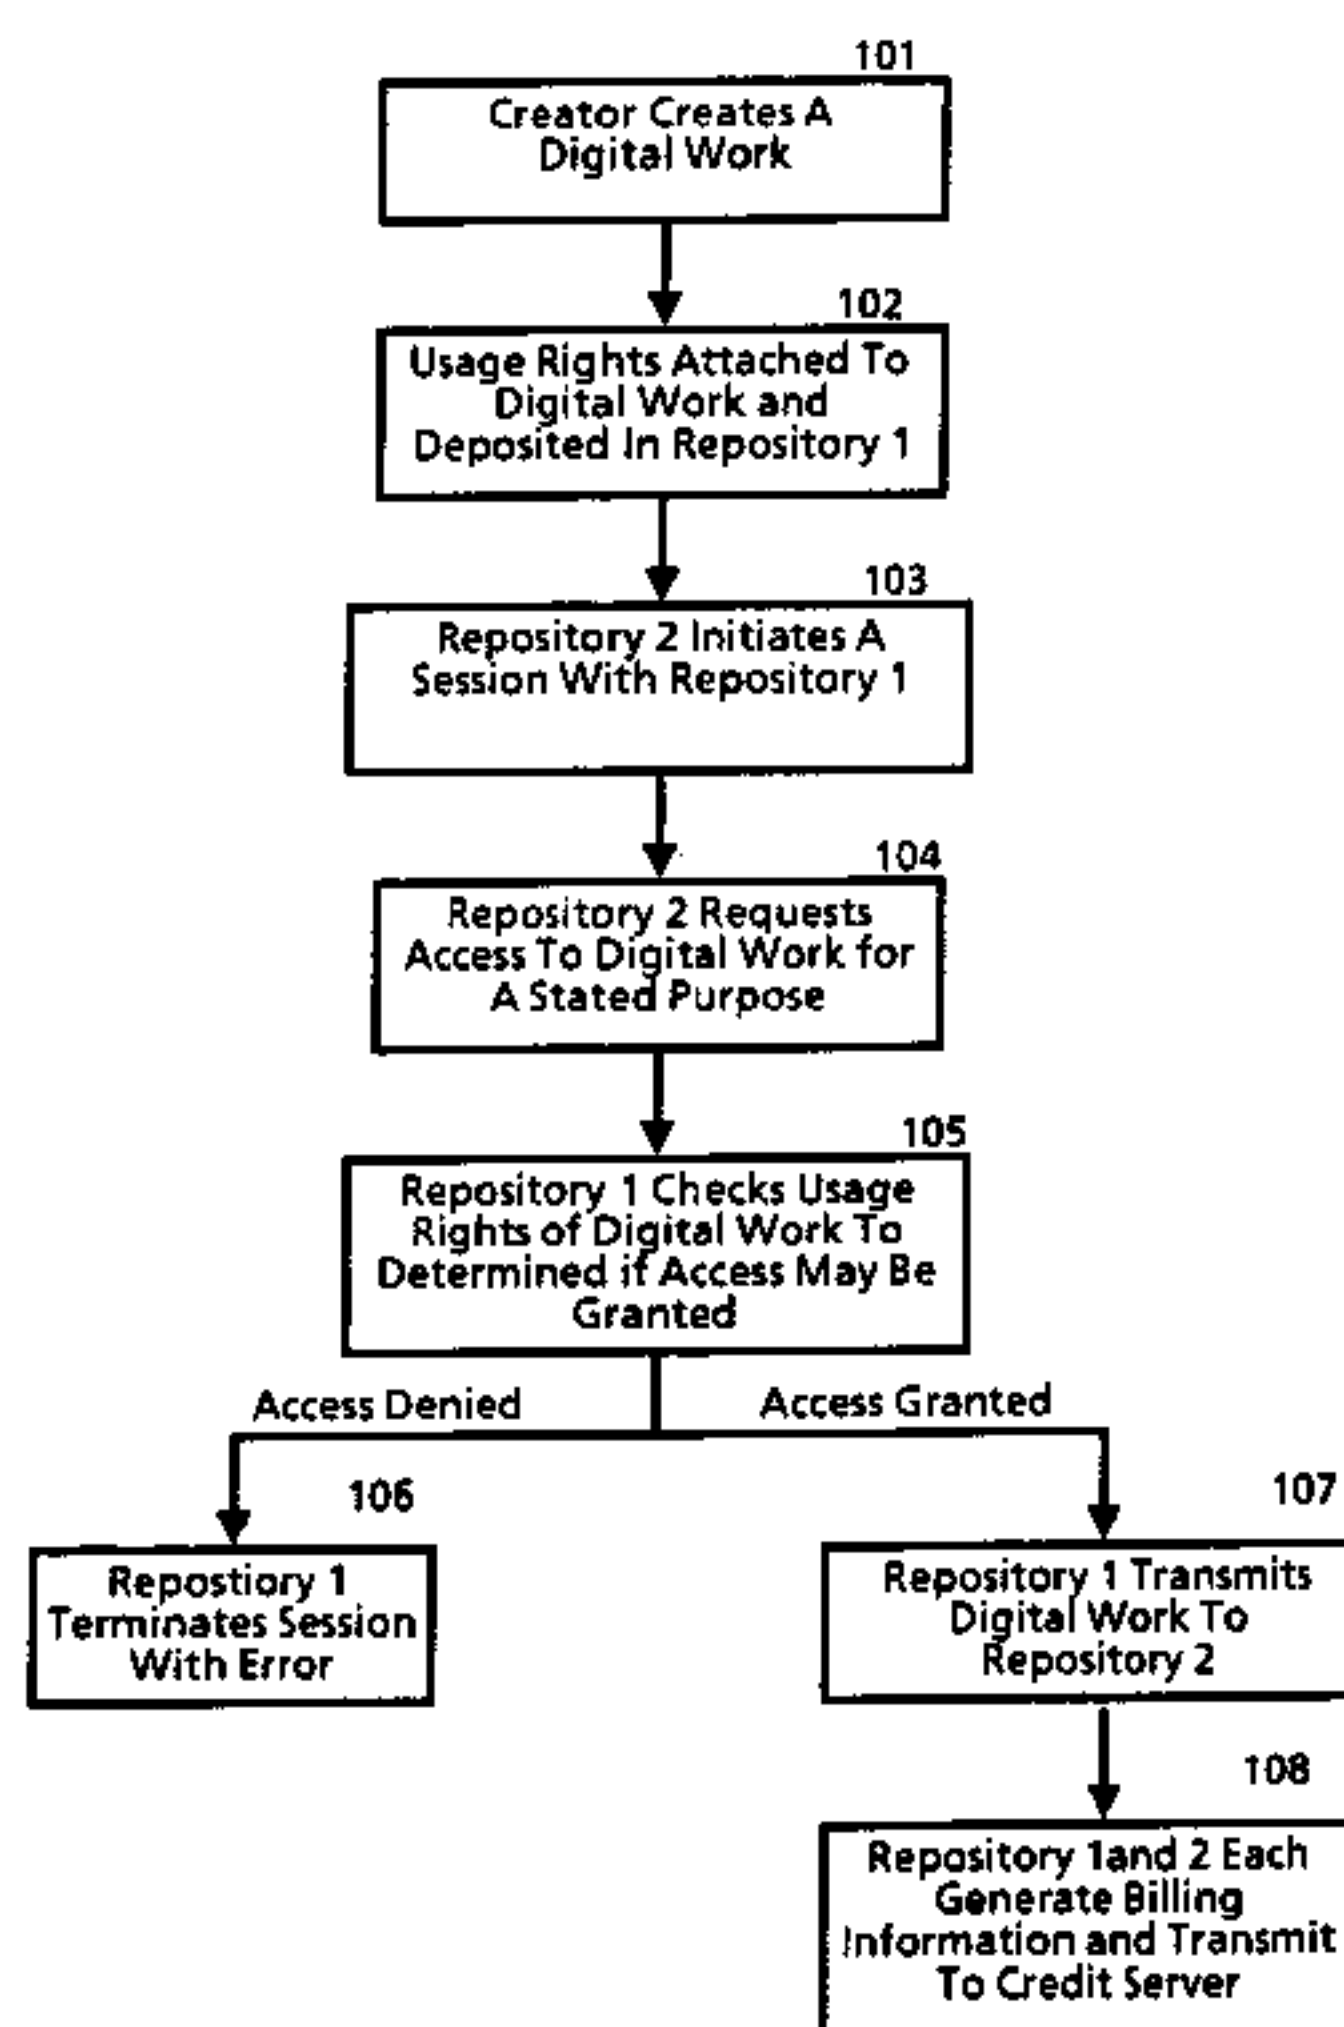 101
Creator Creates A
Digital Work
102
Usage Rights Attached To
Digital Work and
Deposited In Repository 1
103
Repository 2 Initiates A
Session With Repository 1
104
Repository 2 Requests
Access To Digital Work for
A Stated Purpose
105
Repository 1 Checks Usage
Rights of Digital Work To
Determined if Access May Be
Granted
Access Denied
Access Granted
106
Repostiory 1
Terminates Session
With Error
107
Repository 1 Transmits
Digital Work To
Repository 2
108
Repository 1and 2 Each
Generate Billing
Information and Transmit
To Credit Server